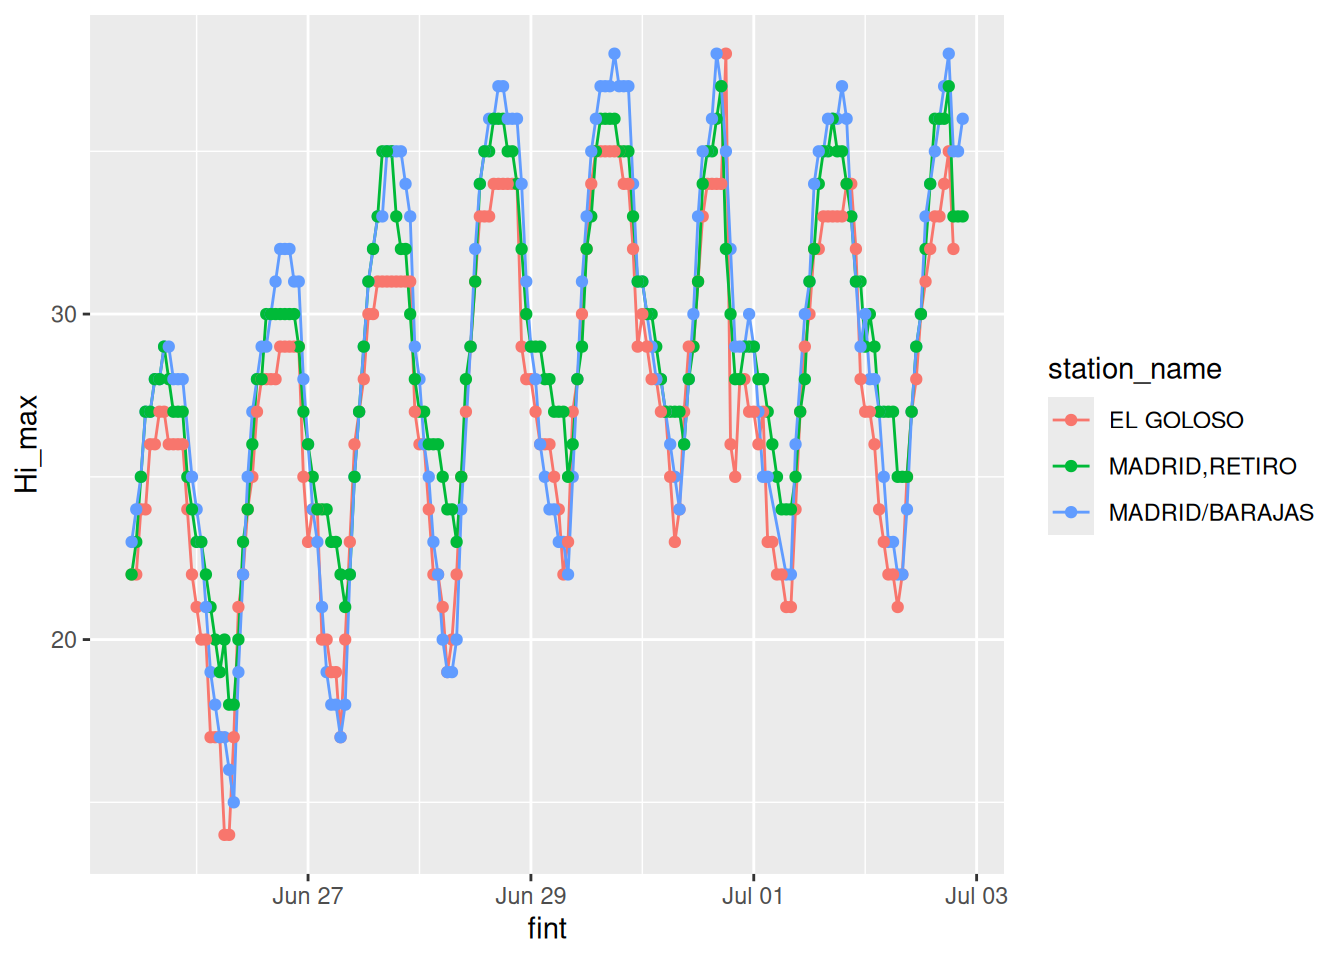 Hi_max
30
20
Jun 27
Jun 29
Jul 01
Jul 03
fint
station_name
EL GOLOSO
MADRID,RETIRO
MADRID/BARAJAS